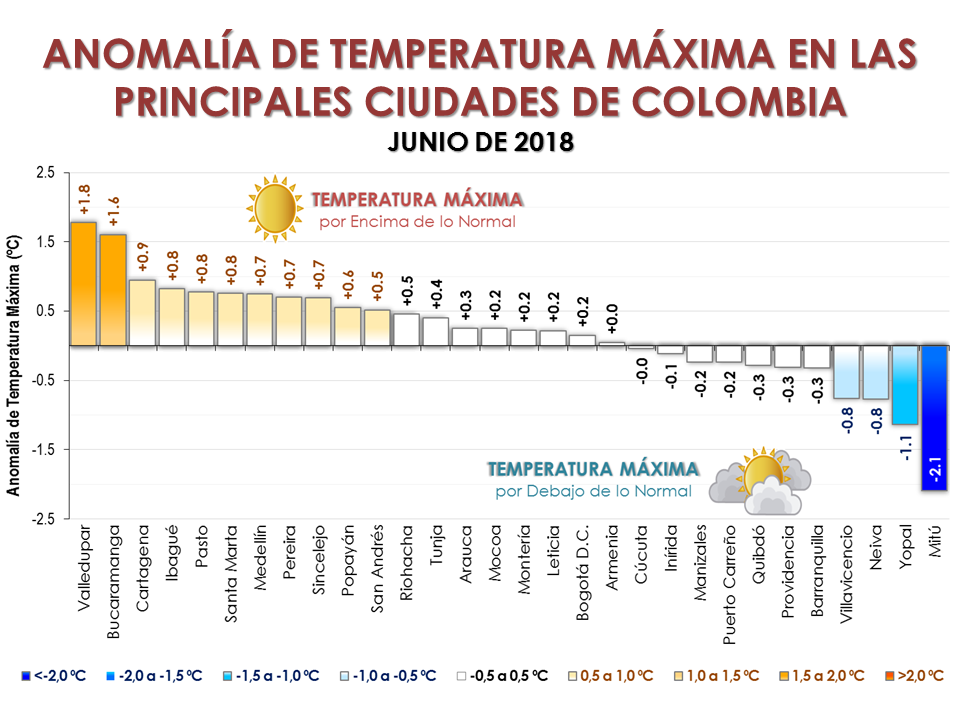 ANOMALÍA DE TEMPERATURA MÁXIMA EN LAS
PRINCIPALES CIUDADES DE COLOMBIA
JUNIO DE 2018
Anomalía de Temperatura Máxima (ºC)
2.5
1.5
0.5
-0.5
-1.5
-2.5
TEMPERATURA MÁXIMA
por Encima de lo Normal
+1.8
+1.6
+0.9
+0.8
+0.8
+0.8
+0.7
+0.7
+0.7
+0.6
+0.5
+0.5
+0.4
+0.3
+0.2
+0.2
+0.2
+0.2
+0.0
-0.0
-0.1
-0.2
-0.2
-0.3
-0.3
-0.3
-0.8
-0.8
-1.1
-2.1
TEMPERATURA MÁXIMA
por Debajo de lo Normal
Valledupar
Bucaramanga
Cartagena
Ibagué
Pasto
Santa Marta
Medellín
Pereira
Sincelejo
Popayán
San Andrés
Riohacha
Tunja
Arauca
Mocoa
Montería
Leticia
Bogotá D.C.
Armenia
Cúcuta
Inírida
Manizales
Puerto Carreño
Quibdó
Providencia
Barranquilla
Villavicencio
Neiva
Yopal
Mitú
<-2,0 ºC
-2,0 a -1,5 ºC
-1,5 a -1,0 ºC
-1,0 a -0,5 ºC
-0,5 a 0,5 ºC
0,5 a 1,0 ºC
1,0 a 1,5 ºC
1,5 a 2,0 ºC
>2,0 ºC